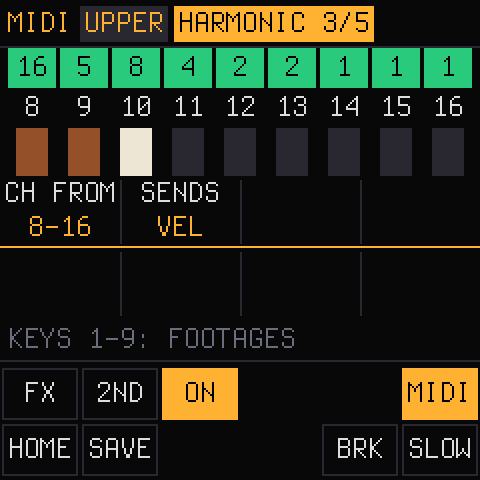 MIDI UPPER HARMONIC 3/5
16 5 8 4 2 2 1 1 1
8 9 10 11 12 13 14 15 16
CH FROM SENDS
8-16 VEL
KEYS 1-9: FOOTAGES
FX 2ND ON MIDI
HOME SAVE BRK SLOW